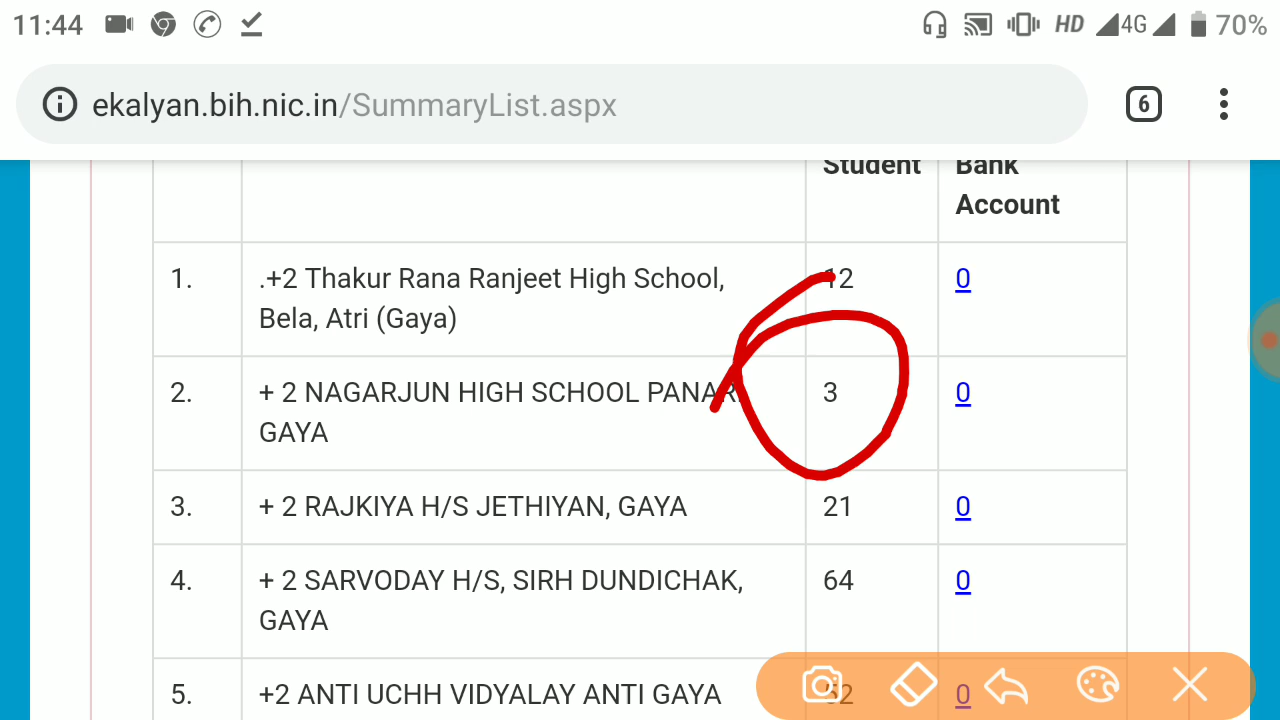 11:44 HD 4G 70%
ekalyan.bih.nic.in/SummaryList.aspx 6
Student Bank
Account
1. .+2 Thakur Rana Ranjeet High School, 12 0
Bela, Atri (Gaya)
2. + 2 NAGARJUN HIGH SCHOOL 3 0
GAYA
3. + 2 RAJKIYA H/S JETHIYAN, GAYA 21 0
4. + 2 SARVODAY H/S, SIRH DUNDICHAK, 64 0
GAYA
5. +2 ANTI UCHH VIDYALAY ANTI GAYA 52 0